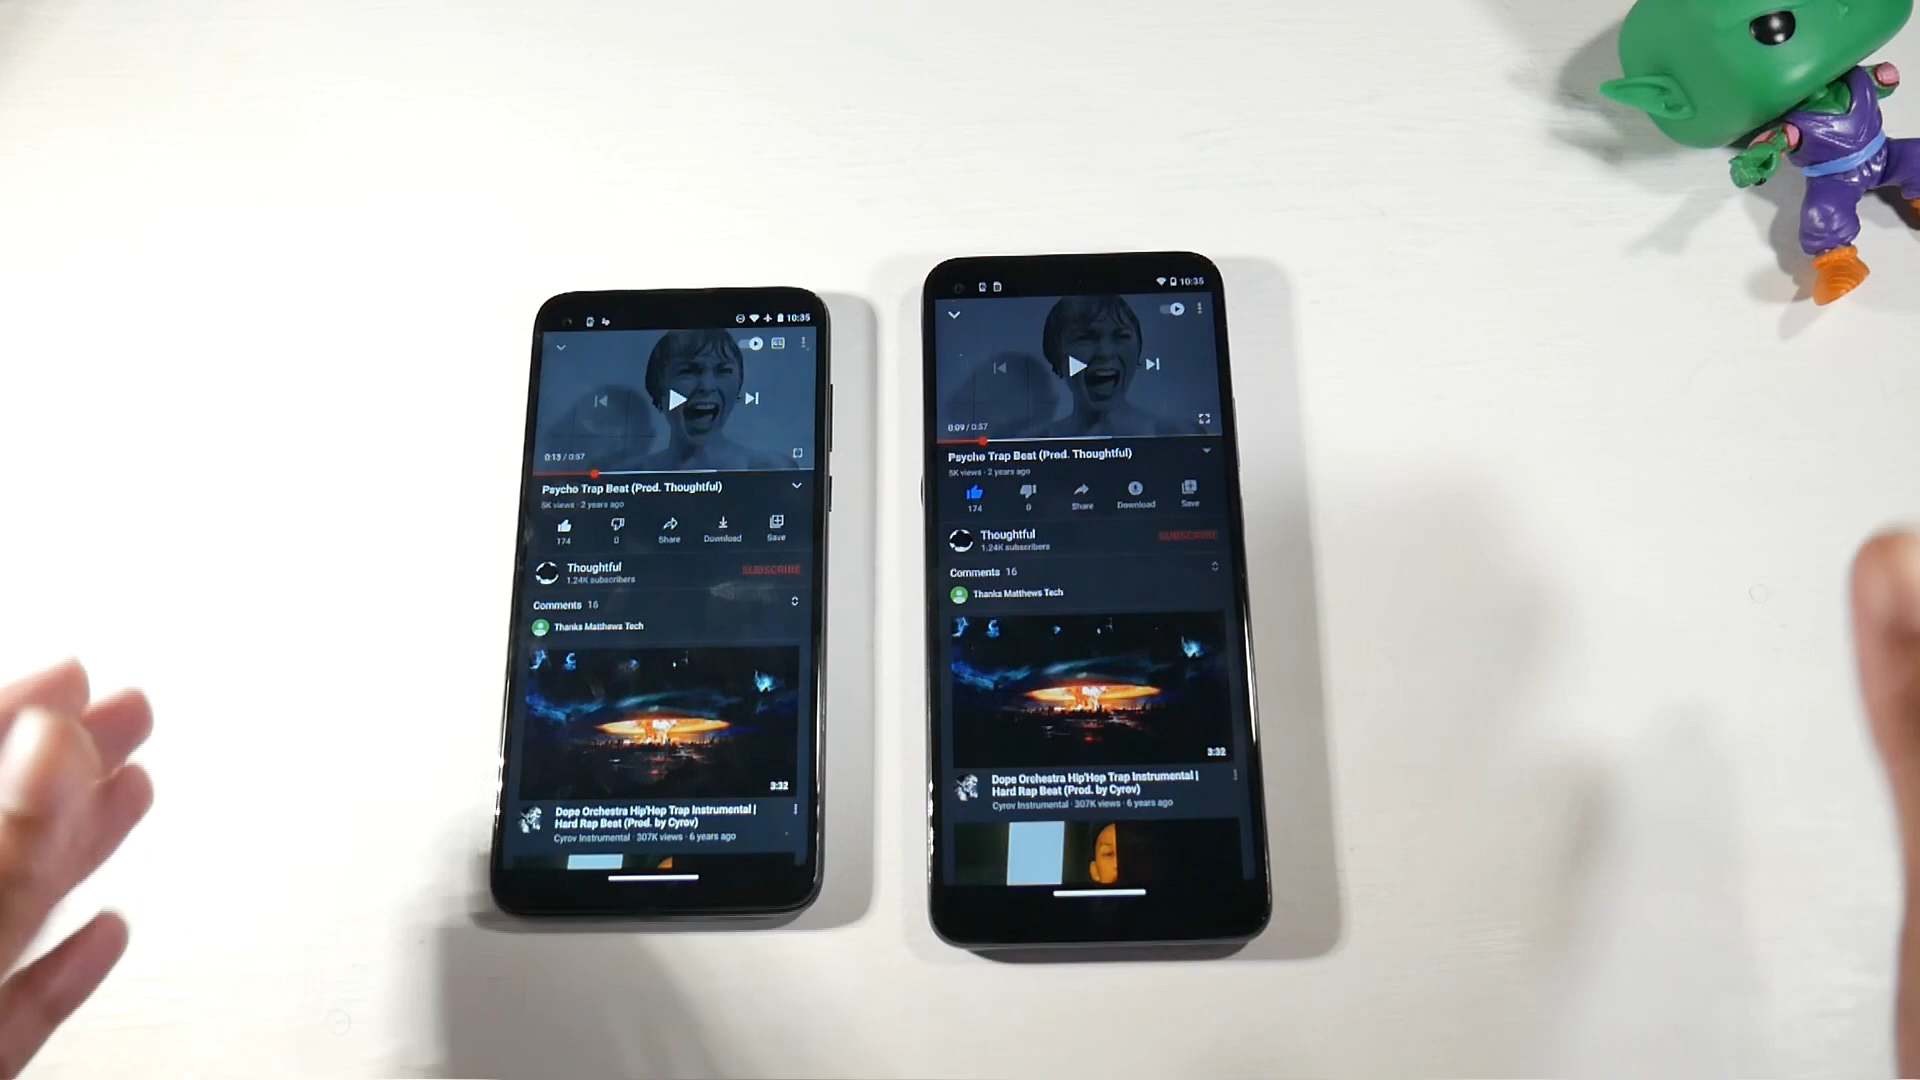 10:35
0:13 / 0:57
Psycho Trap Beat (Prod. Thoughtful)
5K views · 2 years ago
174
0
Share
Download
Save
Thoughtful
1.24K subscribers
SUBSCRIBE
Comments 16
Thanks Matthews Tech
3:32
Dope Orchestra Hip'Hop Trap Instrumental |
Hard Rap Beat (Prod. by Cyrov)
Cyrov Instrumental · 307K views · 6 years ago
10:35
0:09 / 0:57
Psycho Trap Beat (Prod. Thoughtful)
5K views · 2 years ago
174
0
Share
Download
Save
Thoughtful
1.24K subscribers
SUBSCRIBE
Comments 16
Thanks Matthews Tech
3:32
Dope Orchestra Hip'Hop Trap Instrumental |
Hard Rap Beat (Prod. by Cyrov)
Cyrov Instrumental · 307K views · 6 years ago